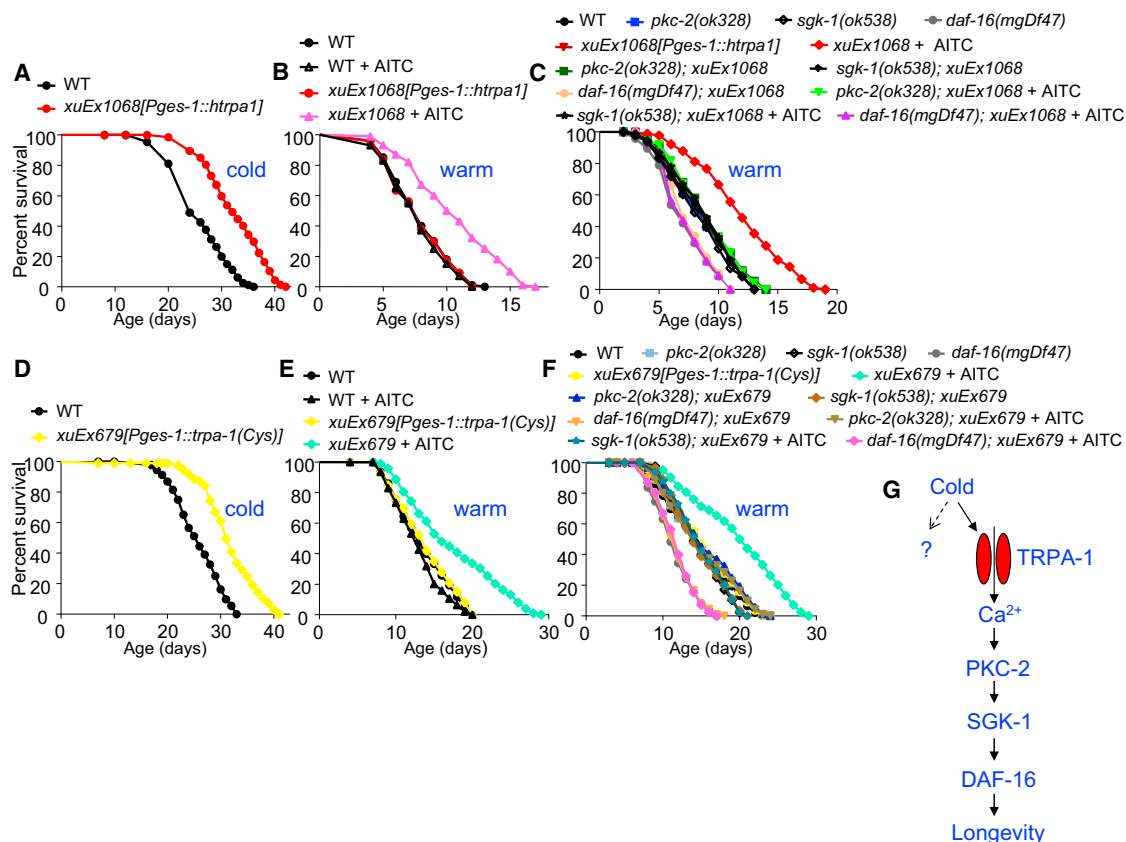 A
WT
xuEx1068[Pges-1::htrpa1]
cold
Percent survival
100
80
60
40
20
0
0 10 20 30 40
Age (days)
B
WT
WT + AITC
xuEx1068[Pges-1::htrpa1]
xuEx1068 + AITC
warm
100
80
60
40
20
0
0 5 10 15
Age (days)
C
WT pkc-2(ok328) sgk-1(ok538) daf-16(mgDf47)
xuEx1068[Pges-1::htrpa1] xuEx1068 + AITC
pkc-2(ok328); xuEx1068 sgk-1(ok538); xuEx1068
daf-16(mgDf47); xuEx1068 pkc-2(ok328); xuEx1068 + AITC
sgk-1(ok538); xuEx1068 + AITC daf-16(mgDf47); xuEx1068 + AITC
warm
100
80
60
40
20
0
0 5 10 15 20
Age (days)
D
WT
xuEx679[Pges-1::trpa-1(Cys)]
cold
Percent survival
100
80
60
40
20
0
0 10 20 30 40
Age (days)
E
WT
WT + AITC
xuEx679[Pges-1::trpa-1(Cys)]
xuEx679 + AITC
warm
100
80
60
40
20
0
0 10 20 30
Age (days)
F
WT pkc-2(ok328) sgk-1(ok538) daf-16(mgDf47)
xuEx679[Pges-1::trpa-1(Cys)] xuEx679 + AITC
pkc-2(ok328); xuEx679 sgk-1(ok538); xuEx679
daf-16(mgDf47); xuEx679 pkc-2(ok328); xuEx679 + AITC
sgk-1(ok538); xuEx679 + AITC daf-16(mgDf47); xuEx679 + AITC
warm
100
80
60
40
20
0
0 10 20 30
Age (days)
G
Cold
?
TRPA-1
Ca2+
PKC-2
SGK-1
DAF-16
Longevity